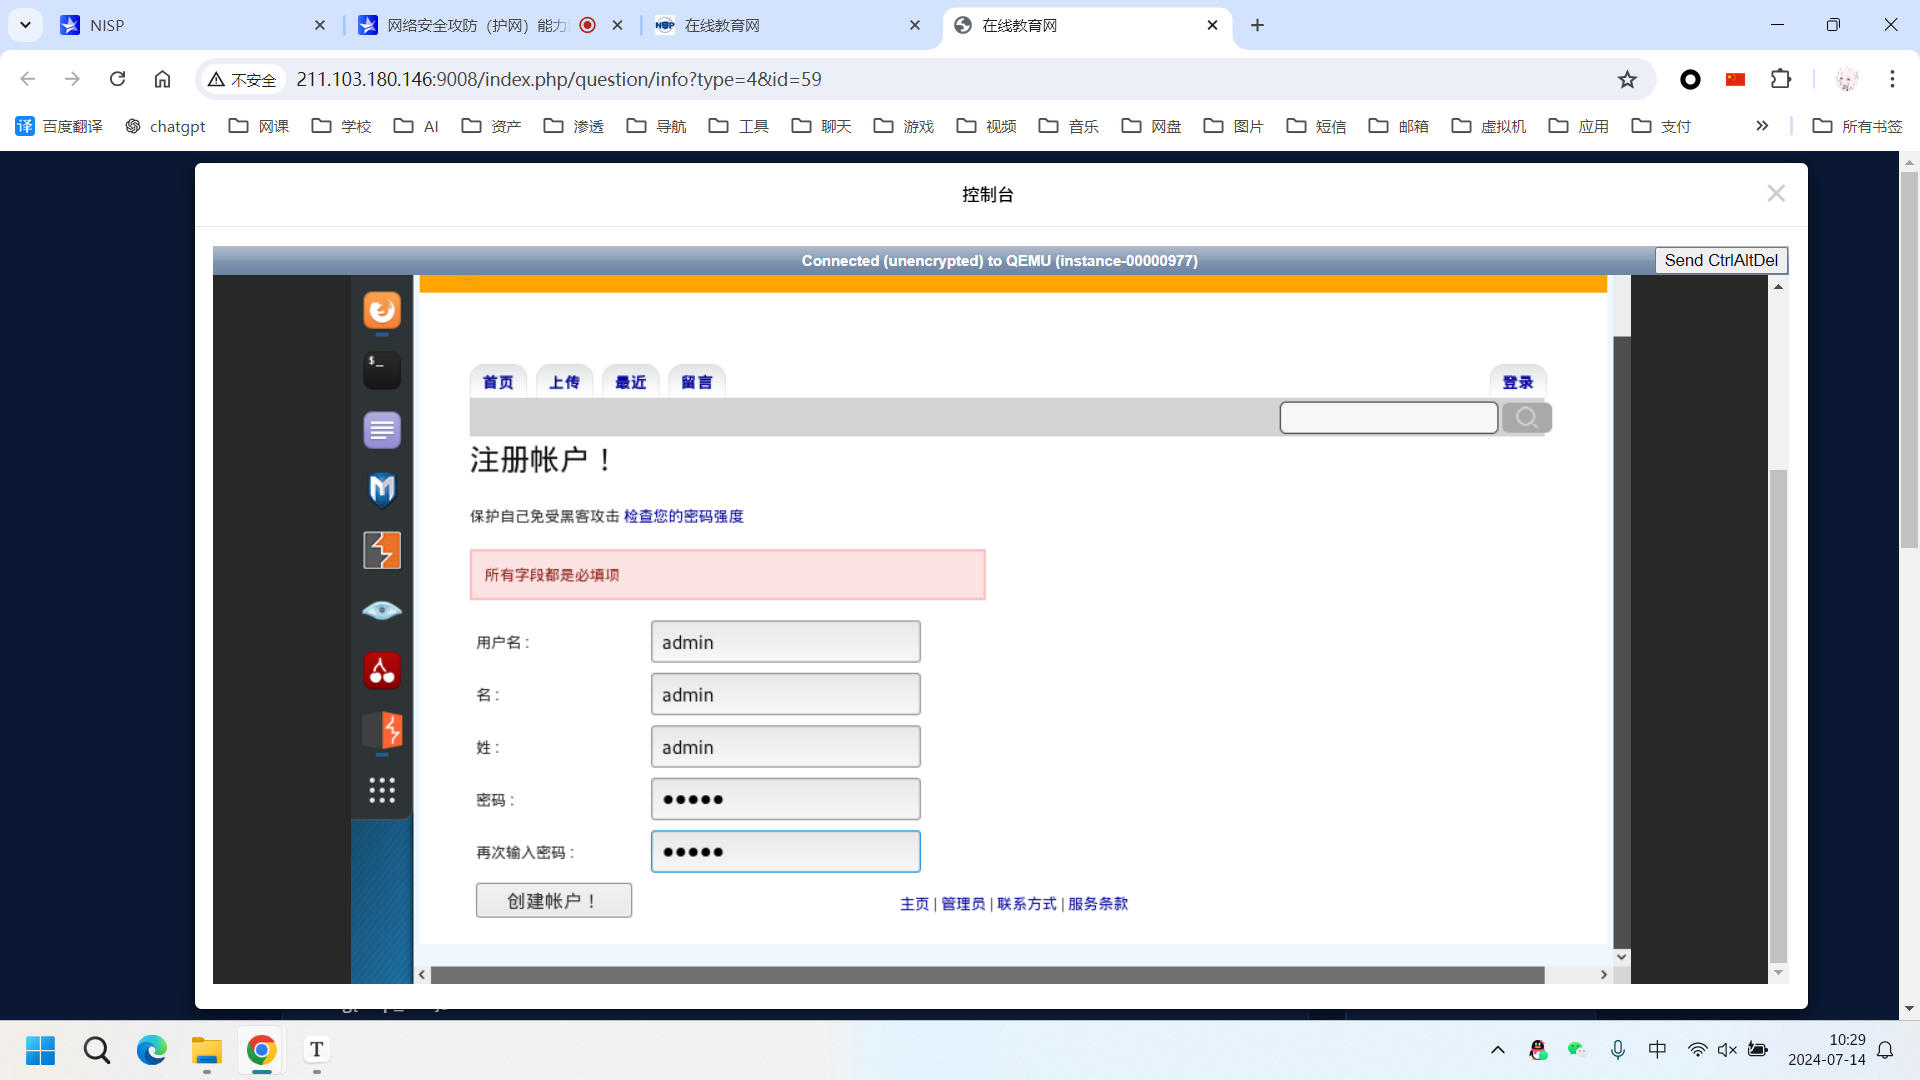 NISP
网络安全攻防（护网）能力
在线教育网
在线教育网
不安全
211.103.180.146:9008/index.php/question/info?type=4&id=59
百度翻译
chatgpt
网课
学校
AI
资产
渗透
导航
工具
聊天
游戏
视频
音乐
网盘
图片
短信
邮箱
虚拟机
应用
支付
所有书签
控制台
Connected (unencrypted) to QEMU (instance-00000977)
Send CtrlAltDel
首页
上传
最近
留言
登录
注册帐户！
保护自己免受黑客攻击 检查您的密码强度
所有字段都是必填项
用户名 :
admin
名 :
admin
姓 :
admin
密码 :
●●●●●
再次输入密码 :
●●●●●
创建帐户！
主页 | 管理员 | 联系方式 | 服务条款
中
10:29
2024-07-14